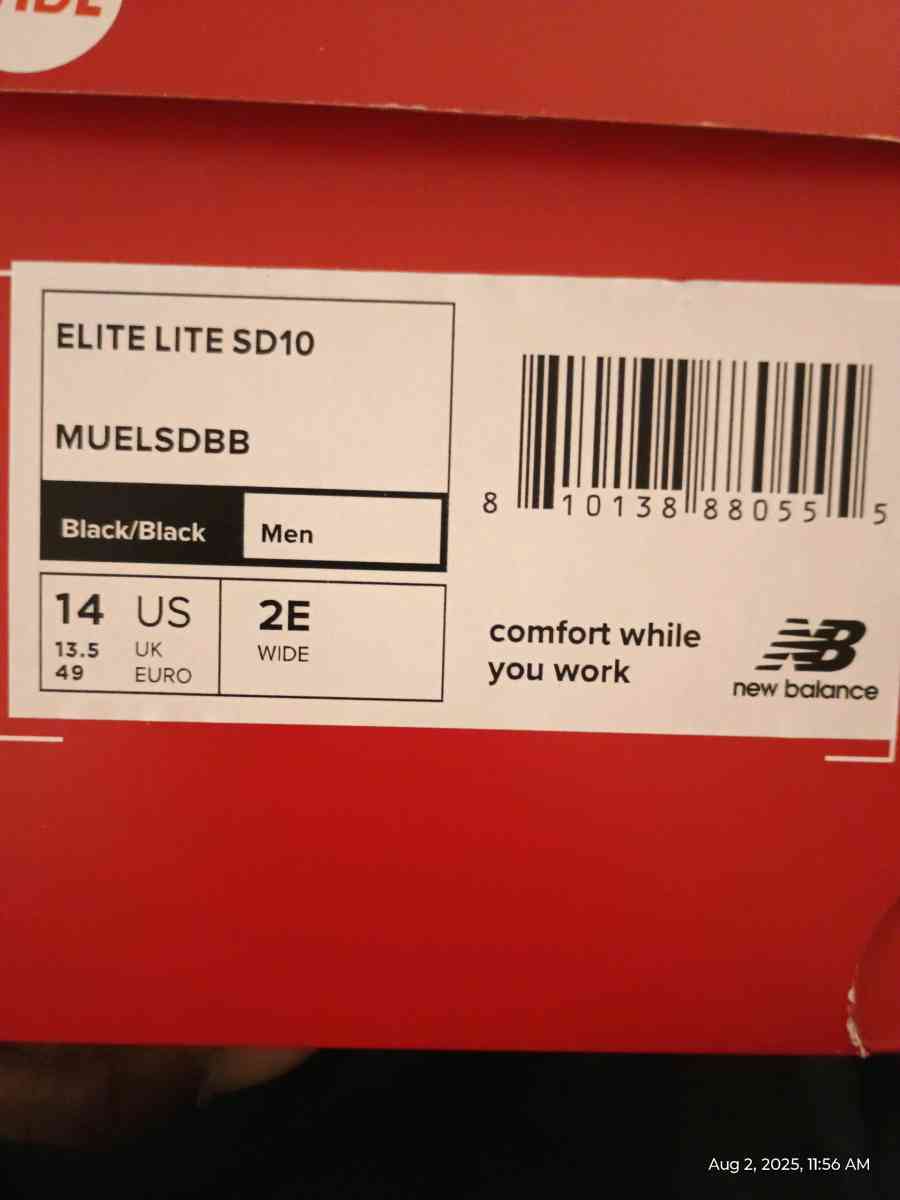 ELITE LITE SD10
MUELSDBB
Black/Black Men
14 US 2E
13.5 UK WIDE
49 EURO
8 10138 88055 5
comfort while
you work
NB
new balance
Aug 2, 2025, 11:56 AM